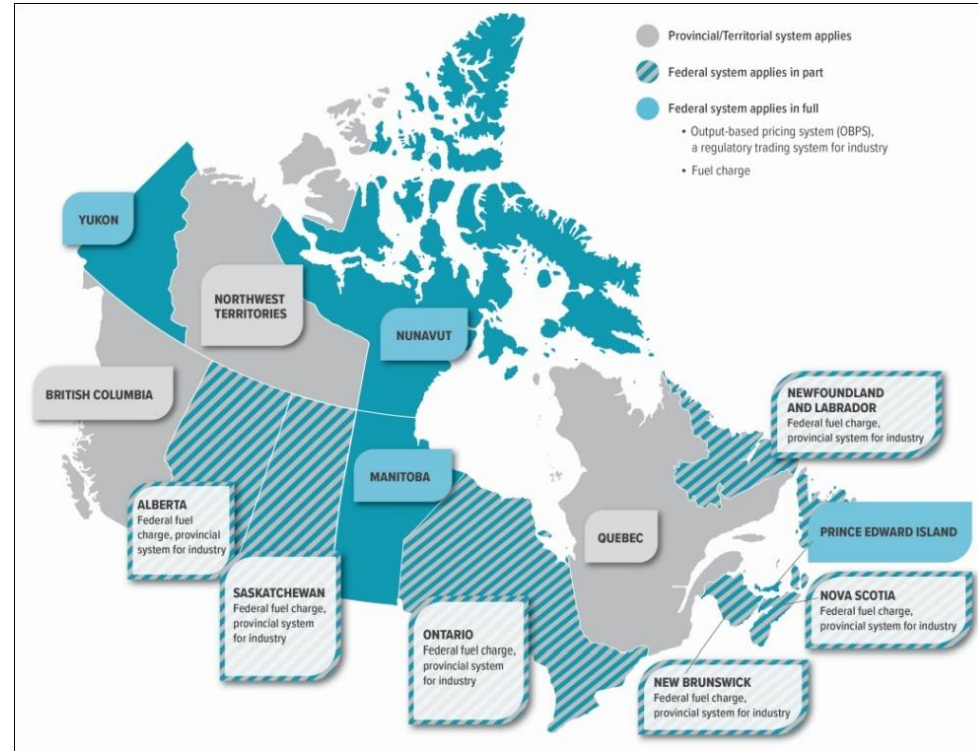 Provincial/Territorial system applies
Federal system applies in part
Federal system applies in full
• Output-based pricing system (OBPS),
a regulatory trading system for industry
• Fuel charge
YUKON
NORTHWEST
TERRITORIES
NUNAVUT
BRITISH COLUMBIA
NEWFOUNDLAND
AND LABRADOR
Federal fuel charge,
provincial system for industry
MANITOBA
ALBERTA
Federal fuel
charge, provincial
system for industry
QUEBEC
PRINCE EDWARD ISLAND
SASKATCHEWAN
Federal fuel charge,
provincial system
for industry
NOVA SCOTIA
Federal fuel charge,
provincial system for industry
ONTARIO
Federal fuel charge,
provincial system
for industry
NEW BRUNSWICK
Federal fuel charge,
provincial system for industry